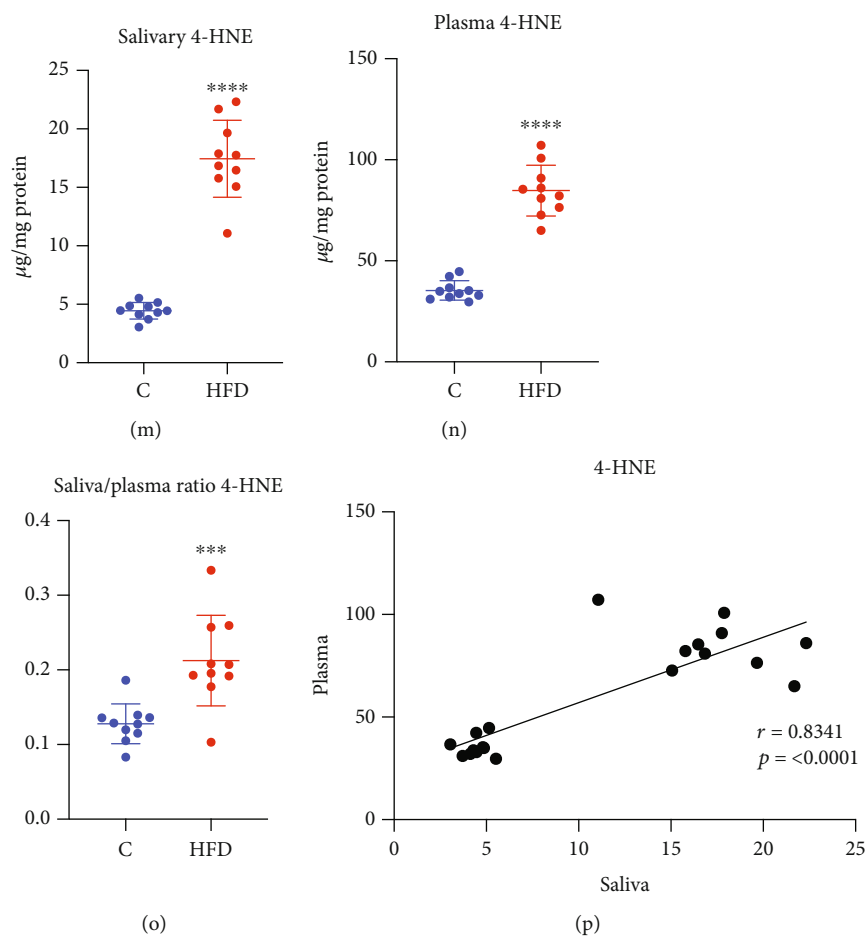 Salivary 4-HNE
25
20
15
10
5
0
μg/mg protein
****
C
HFD
(m)
Plasma 4-HNE
150
100
50
0
μg/mg protein
****
C
HFD
(n)
Saliva/plasma ratio 4-HNE
0.4
0.3
0.2
0.1
0.0
***
C
HFD
(o)
4-HNE
150
100
50
0
Plasma
r = 0.8341
p = <0.0001
0 5 10 15 20 25
Saliva
(p)